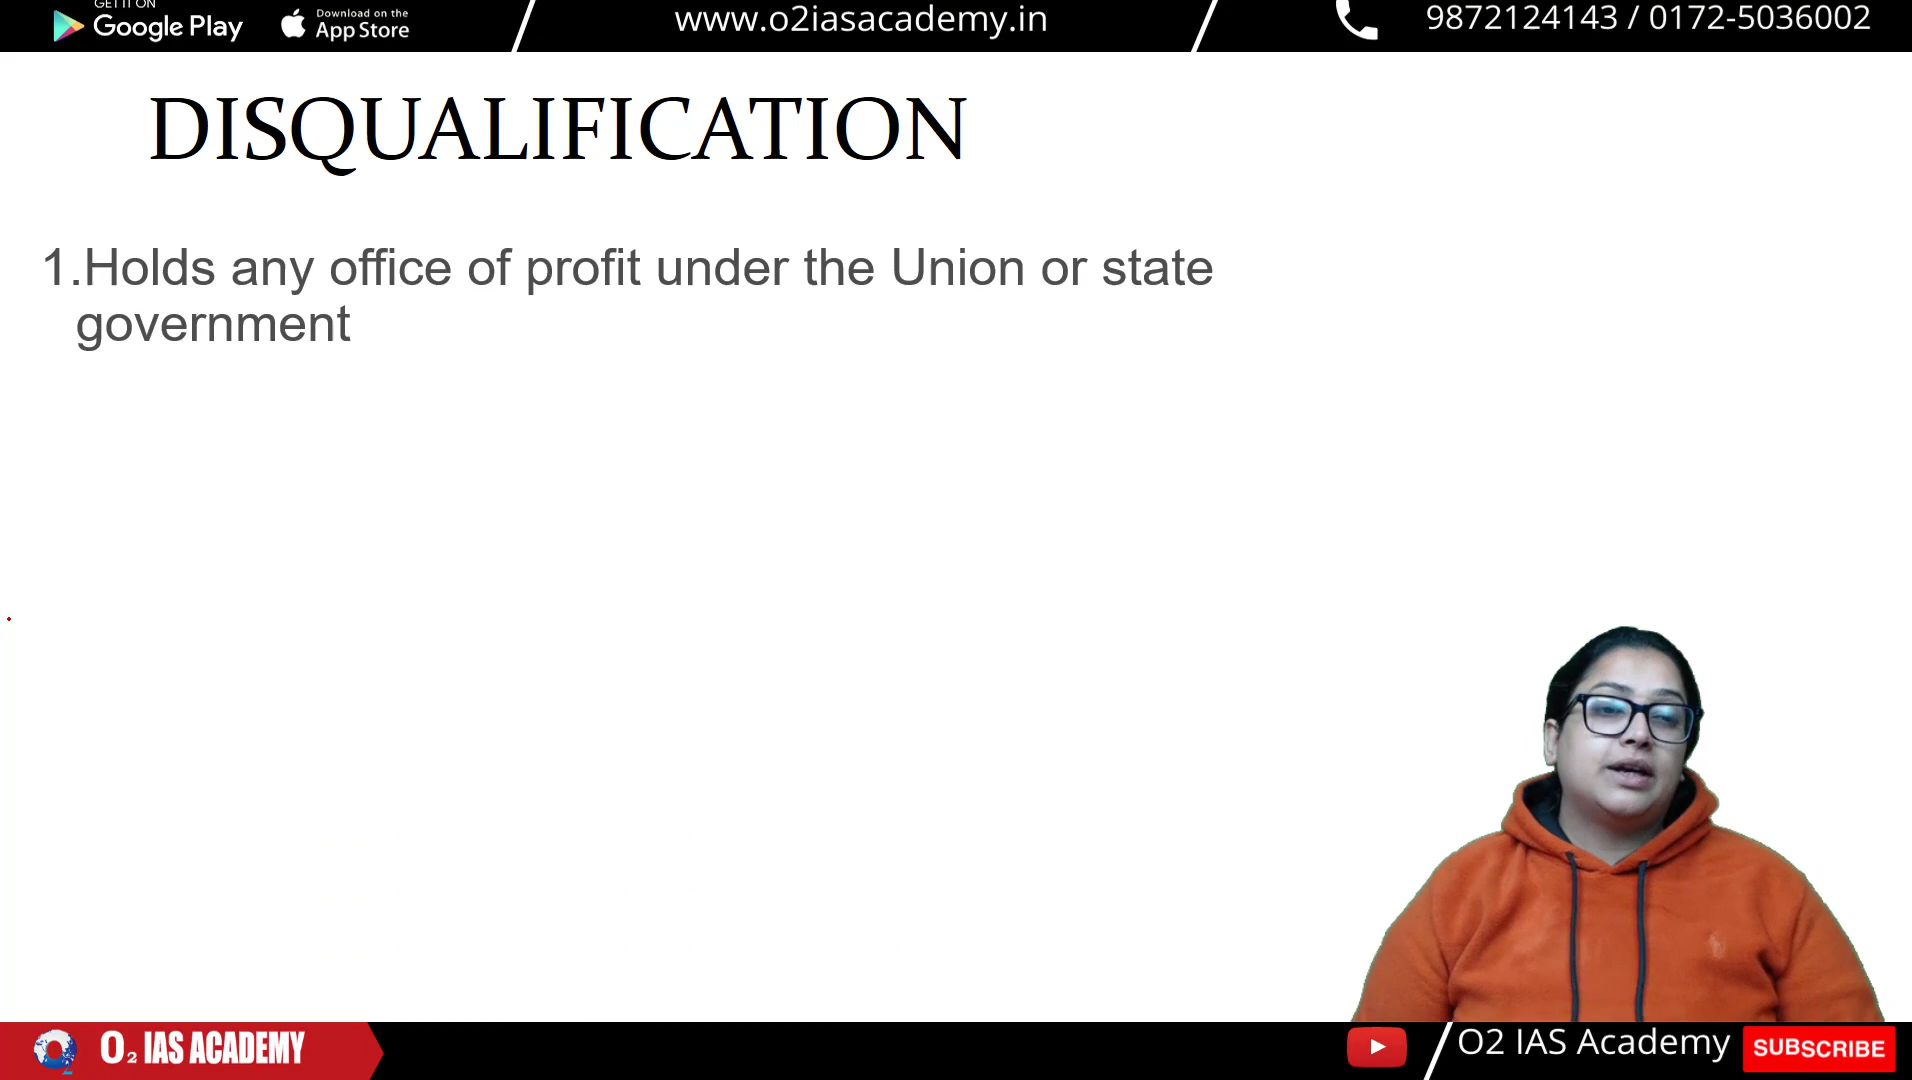 GET IT ON
Google Play
Download on the
App Store
www.o2iasacademy.in
9872124143 / 0172-5036002
DISQUALIFICATION
1.Holds any office of profit under the Union or state
government
O2 IAS ACADEMY
O2 IAS Academy
SUBSCRIBE